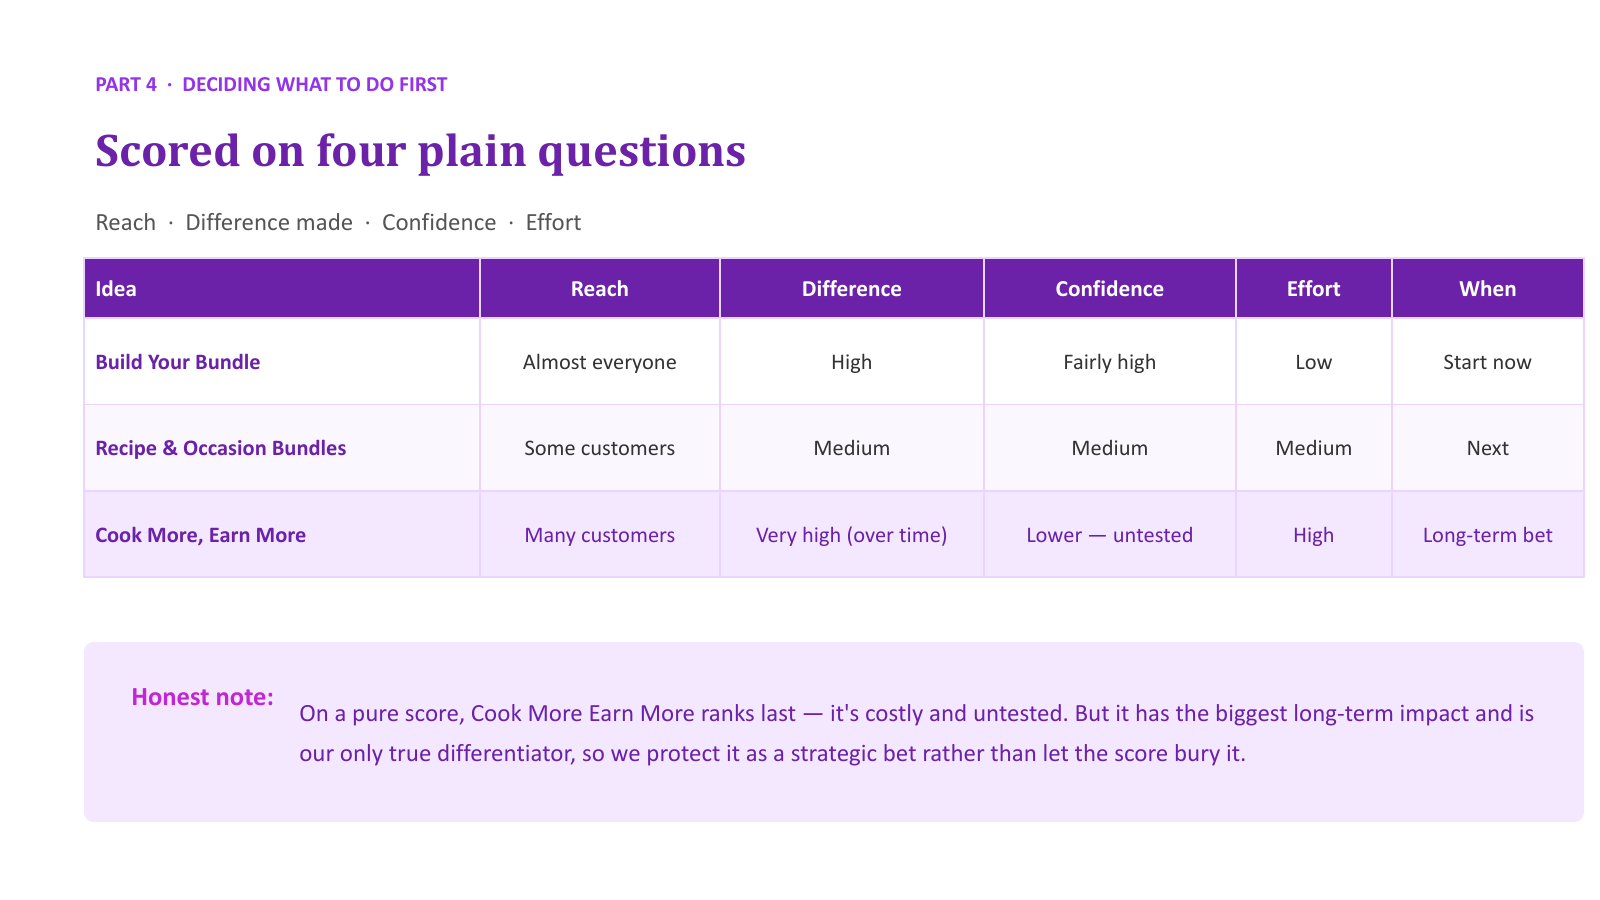 PART 4 · DECIDING WHAT TO DO FIRST
Scored on four plain questions
Reach · Difference made · Confidence · Effort
Idea Reach Difference Confidence Effort When
Build Your Bundle Almost everyone High Fairly high Low Start now
Recipe & Occasion Bundles Some customers Medium Medium Medium Next
Cook More, Earn More Many customers Very high (over time) Lower — untested High Long-term bet
Honest note:
On a pure score, Cook More Earn More ranks last — it's costly and untested. But it has the biggest long-term impact and is
our only true differentiator, so we protect it as a strategic bet rather than let the score bury it.